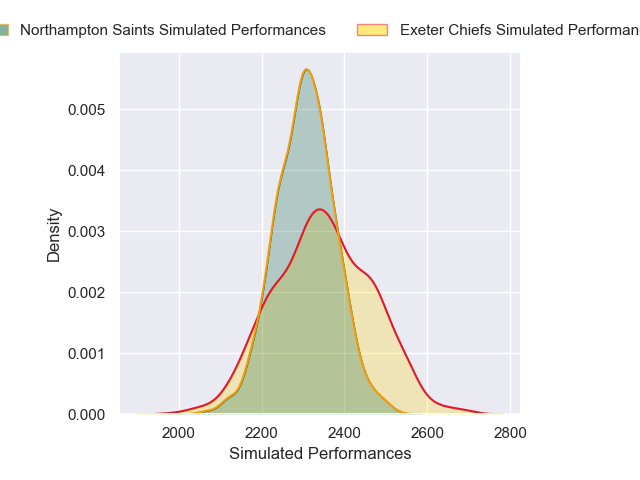 Northampton Saints Simulated Performances
Exeter Chiefs Simulated
0.005
0.004
0.003
0.002
0.001
0.000
Density
2000 2200 2400 2600 2800
Simulated Performances